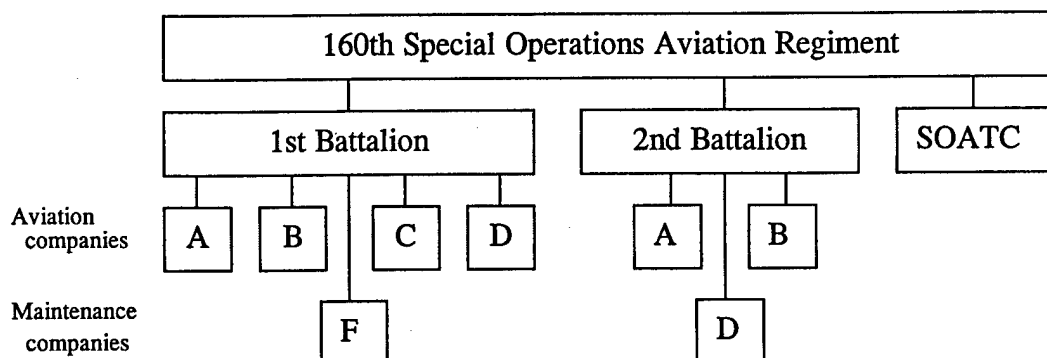 160th Special Operations Aviation Regiment
1st Battalion
2nd Battalion
SOATC
Aviation
companies
A
B
C
D
A
B
Maintenance
companies
F
D